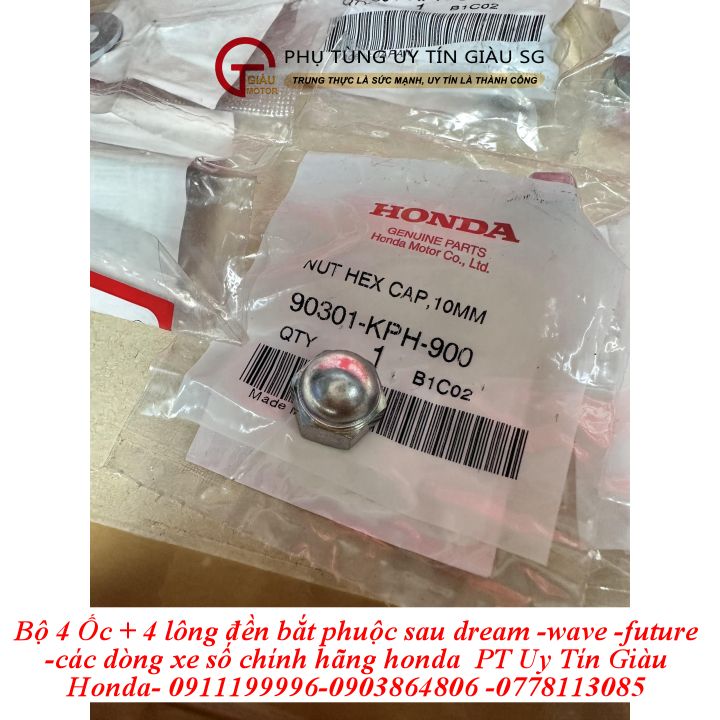 1 B1C02
PHỤ TÙNG UY TÍN GIÀU SG
TRUNG THỰC LÀ SỨC MẠNH, UY TÍN LÀ THÀNH CÔNG
GIÀU
MOTOR
HONDA
GENUINE PARTS
Honda Motor Co., Ltd.
NUT HEX CAP,10MM
90301-KPH-900
QTY 1 B1C02
Made
Bộ 4 Ốc + 4 lông đền bắt phuộc sau dream -wave -future
-các dòng xe số chính hãng honda PT Uy Tín Giàu
Honda- 0911199996-0903864806 -0778113085